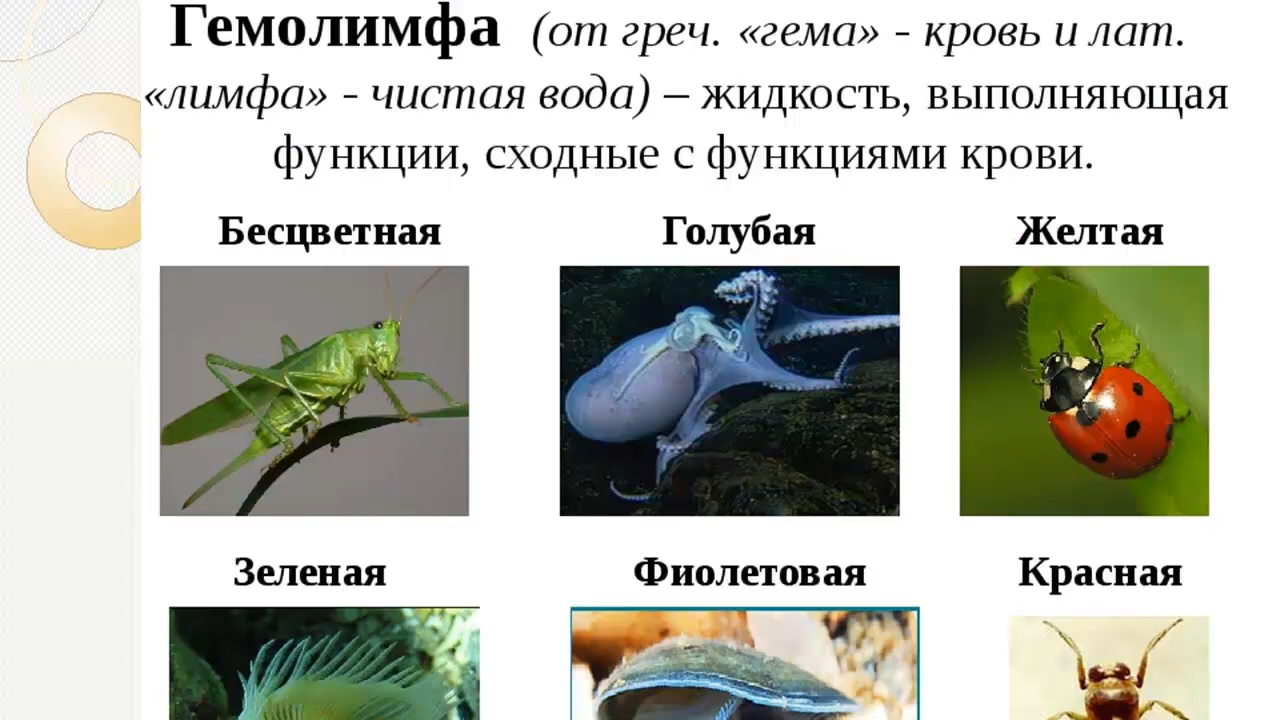 Гемолимфа (от греч. «гема» - кровь и лат.
«лимфа» - чистая вода) – жидкость, выполняющая
функции, сходные с функциями крови.
Бесцветная Голубая Желтая
Зеленая Фиолетовая Красная